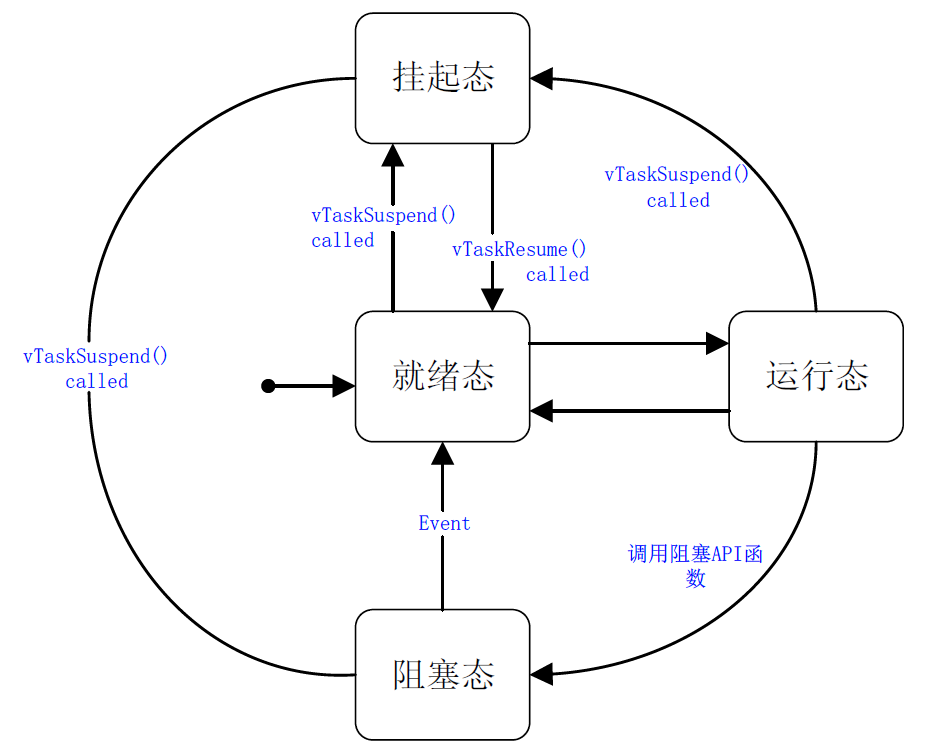 挂起态
vTaskSuspend()
called
vTaskSuspend()
called
vTaskResume()
called
vTaskSuspend()
called
就绪态
运行态
Event
调用阻塞API函
数
阻塞态